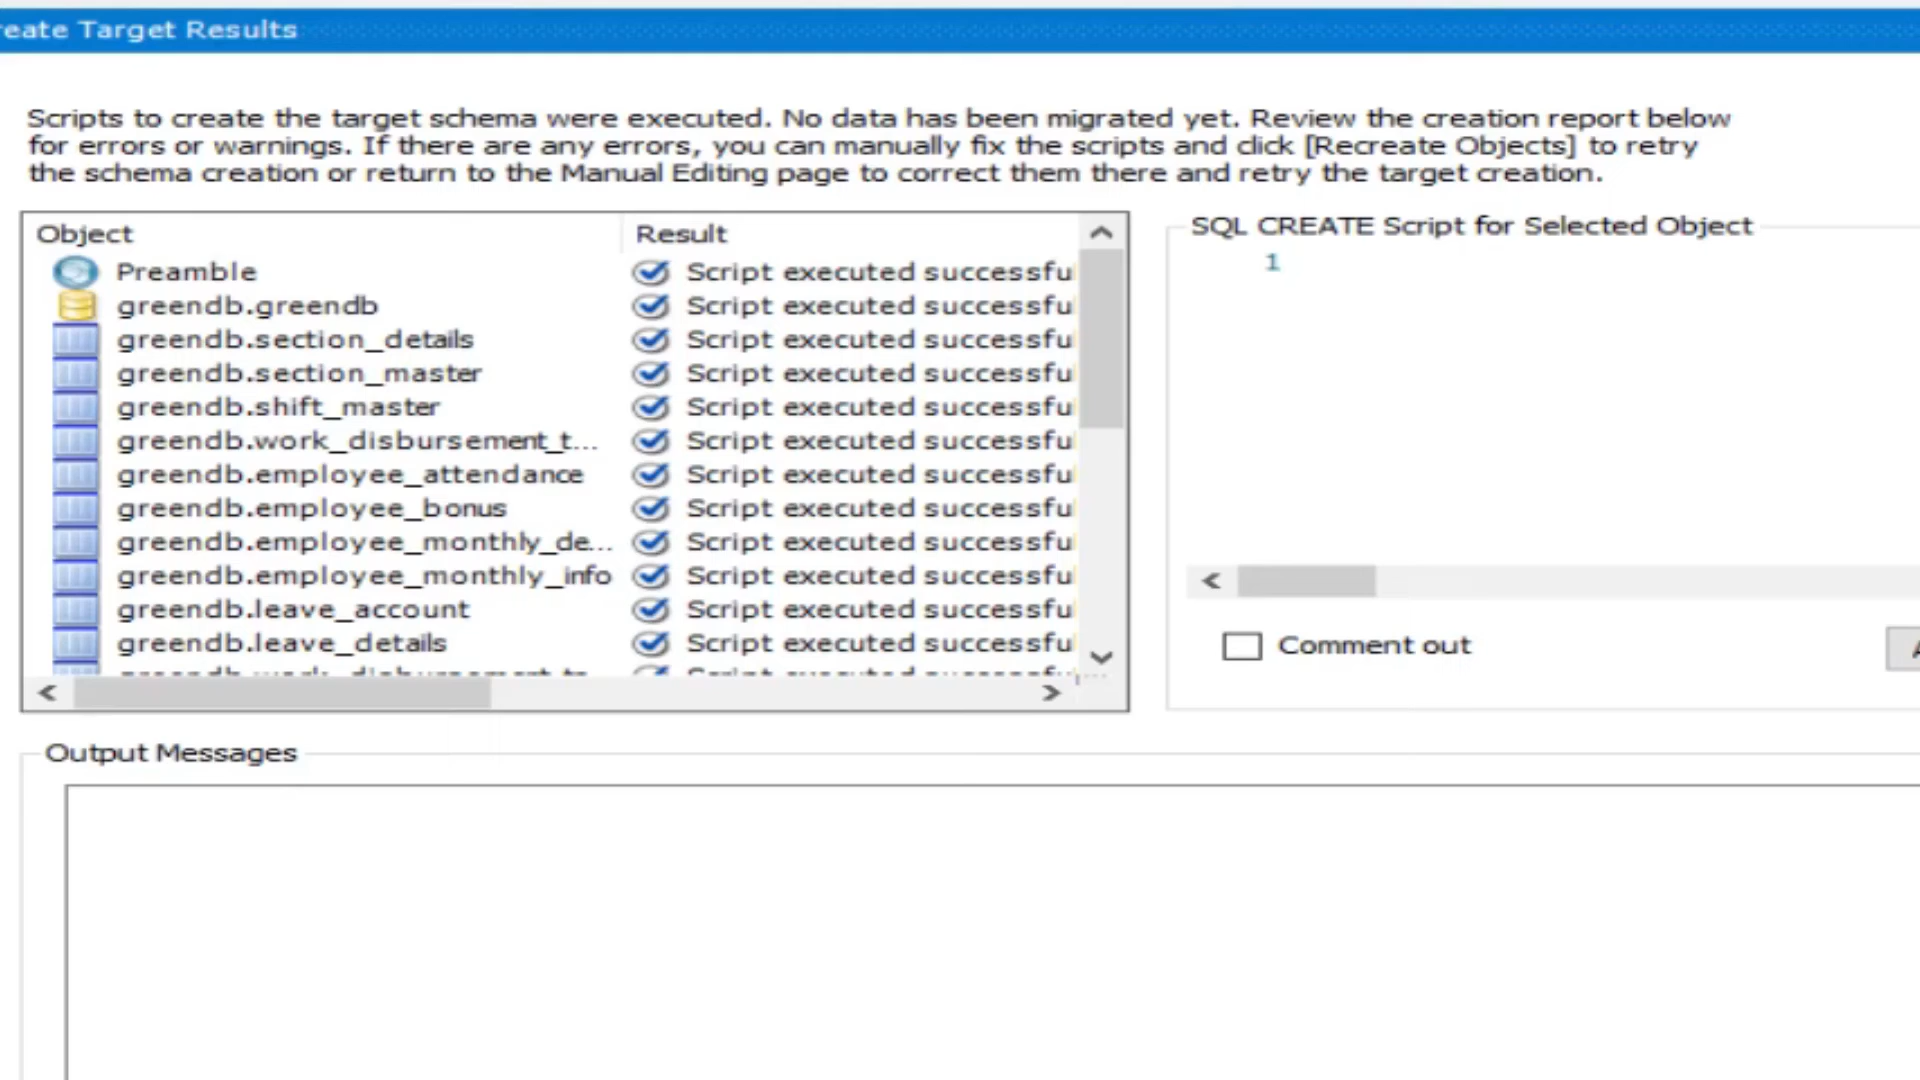 reate Target Results
Scripts to create the target schema were executed. No data has been migrated yet. Review the creation report below
for errors or warnings. If there are any errors, you can manually fix the scripts and click [Recreate Objects] to retry
the schema creation or return to the Manual Editing page to correct them there and retry the target creation.
Object Result
Preamble Script executed successfu
greendb.greendb Script executed successfu
greendb.section_details Script executed successfu
greendb.section_master Script executed successfu
greendb.shift_master Script executed successfu
greendb.work_disbursement_t... Script executed successfu
greendb.employee_attendance Script executed successfu
greendb.employee_bonus Script executed successfu
greendb.employee_monthly_de... Script executed successfu
greendb.employee_monthly_info Script executed successfu
greendb.leave_account Script executed successfu
greendb.leave_details Script executed successfu
SQL CREATE Script for Selected Object
1
Comment out
Output Messages